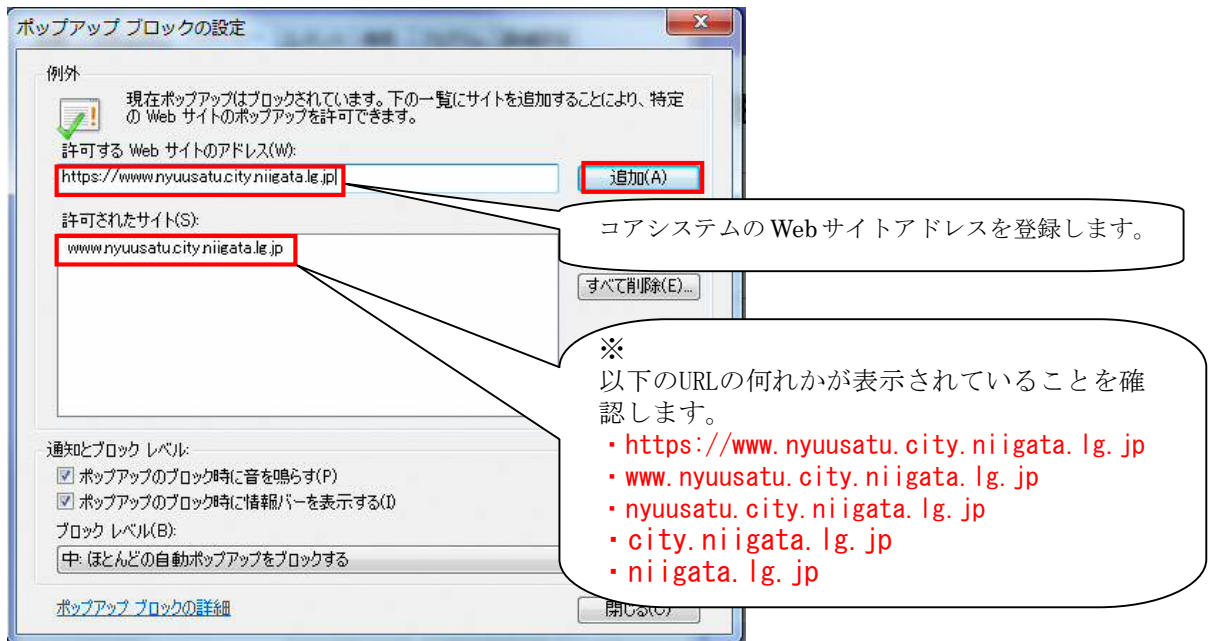 ポップアップ ブロックの設定
例外
現在ポップアップはブロックされています。下の一覧にサイトを追加することにより、特定
の Web サイトのポップアップを許可できます。
許可する Web サイトのアドレス(W):
https://www.nyuusatu.city.niigata.lg.jp
追加(A)
コアシステムの Web サイトアドレスを登録します。
許可されたサイト(S):
www.nyuusatu.city.niigata.lg.jp
すべて削除(E)...
※
以下のURLの何れかが表示されていることを確
認します。
・https://www.nyuusatu.city.niigata.lg.jp
・www.nyuusatu.city.niigata.lg.jp
・nyuusatu.city.niigata.lg.jp
・city.niigata.lg.jp
・niigata.lg.jp
通知とブロック レベル:
ポップアップのブロック時に音を鳴らす(P)
ポップアップのブロック時に情報バーを表示する(I)
ブロック レベル(B):
中: ほとんどの自動ポップアップをブロックする
ポップアップ ブロックの詳細
閉じる(C)